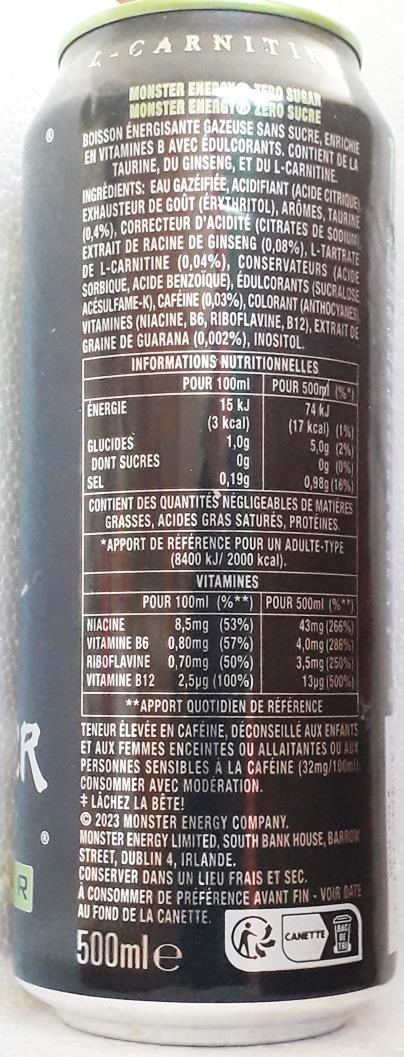 L-CARNITIN
MONSTER ENERGY® ZERO SUGAR
MONSTER ENERGY® ZERO SUCRE
BOISSON ÉNERGISANTE GAZEUSE SANS SUCRE, ENRICHIE
EN VITAMINES B AVEC ÉDULCORANTS. CONTIENT DE LA
TAURINE, DU GINSENG, ET DU L-CARNITINE.
INGRÉDIENTS: EAU GAZÉIFIÉE, ACIDIFIANT (ACIDE CITRIQUE),
EXHAUSTEUR DE GOÛT (ÉRYTHRITOL), ARÔMES, TAURINE
(0,4%), CORRECTEUR D'ACIDITÉ (CITRATES DE SODIUM),
EXTRAIT DE RACINE DE GINSENG (0,08%), L-TARTRATE
DE L-CARNITINE (0,04%), CONSERVATEURS (ACIDE
SORBIQUE, ACIDE BENZOÏQUE), ÉDULCORANTS (SUCRALOSE,
ACÉSULFAME-K), CAFÉINE (0,03%), COLORANT (ANTHOCYANES),
VITAMINES (NIACINE, B6, RIBOFLAVINE, B12), EXTRAIT DE
GRAINE DE GUARANA (0,002%), INOSITOL.
INFORMATIONS NUTRITIONNELLES
POUR 100ml POUR 500ml (%*)
ÉNERGIE 15 kJ 74 kJ
(3 kcal) (17 kcal) (1%)
GLUCIDES 1,0g 5,0g (2%)
DONT SUCRES 0g 0g (0%)
SEL 0,19g 0,98g (16%)
CONTIENT DES QUANTITÉS NÉGLIGEABLES DE MATIÈRES
GRASSES, ACIDES GRAS SATURÉS, PROTÉINES.
*APPORT DE RÉFÉRENCE POUR UN ADULTE-TYPE
(8400 kJ/ 2000 kcal).
VITAMINES
POUR 100ml (%**) POUR 500ml (%**)
NIACINE 8,5mg (53%) 43mg (266%)
VITAMINE B6 0,80mg (57%) 4,0mg (286%)
RIBOFLAVINE 0,70mg (50%) 3,5mg (250%)
VITAMINE B12 2,5µg (100%) 13µg (500%)
**APPORT QUOTIDIEN DE RÉFÉRENCE
TENEUR ÉLEVÉE EN CAFÉINE, DÉCONSEILLÉ AUX ENFANTS
ET AUX FEMMES ENCEINTES OU ALLAITANTES OU AUX
PERSONNES SENSIBLES À LA CAFÉINE (32mg/100ml).
CONSOMMER AVEC MODÉRATION.
‡ LÂCHEZ LA BÊTE!
© 2023 MONSTER ENERGY COMPANY.
MONSTER ENERGY LIMITED, SOUTH BANK HOUSE, BARROW
STREET, DUBLIN 4, IRLANDE.
CONSERVER DANS UN LIEU FRAIS ET SEC.
À CONSOMMER DE PRÉFÉRENCE AVANT FIN - VOIR DATE
AU FOND DE LA CANETTE.
500ml e
CANETTE
BAC
DE
TRI
R
®
R
®